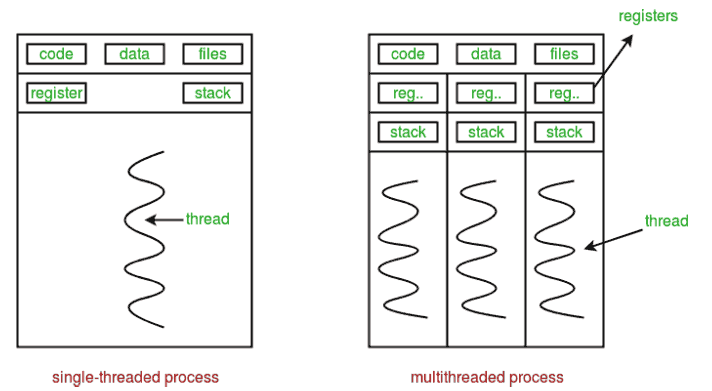 registers
code data files
register stack
thread
single-threaded process
code data files
reg.. reg.. reg..
stack stack stack
thread
multithreaded process